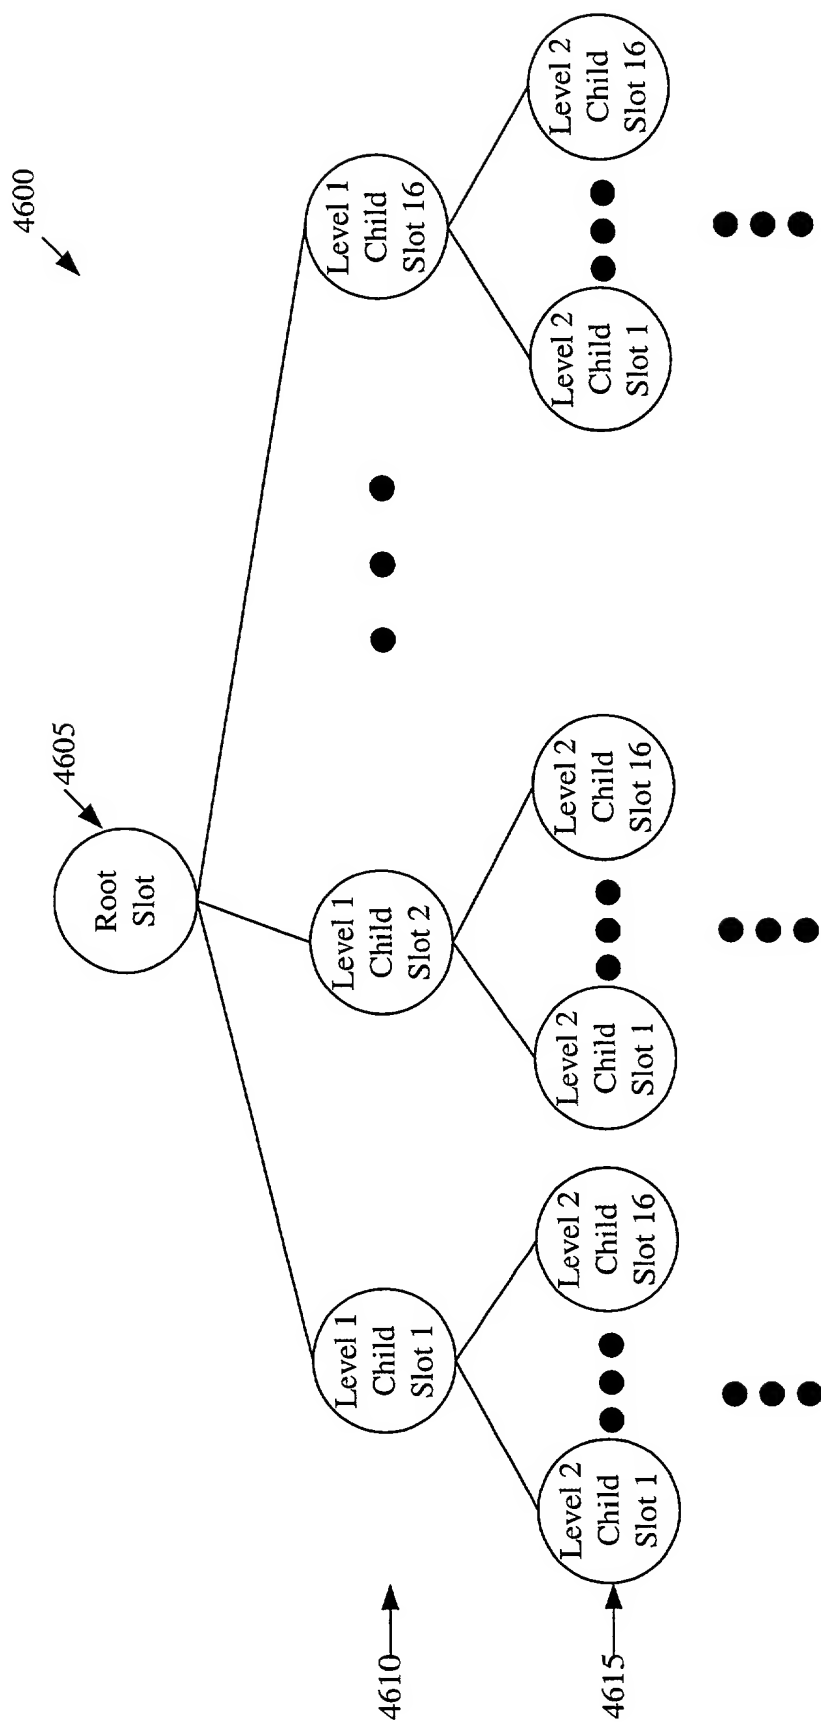 4600
Root
Slot
4605
4610
Level 1
Child
Slot 1
Level 1
Child
Slot 2
Level 1
Child
Slot 16
4615
Level 2
Child
Slot 1
Level 2
Child
Slot 16
Level 2
Child
Slot 1
Level 2
Child
Slot 16
Level 2
Child
Slot 1
Level 2
Child
Slot 16